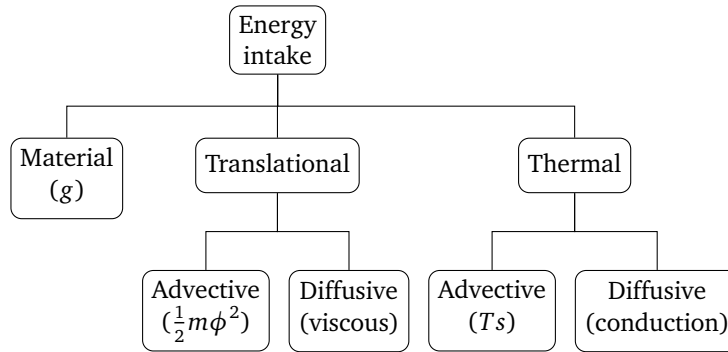 Energy
intake
Material
(g)
Translational
Thermal
Advective
(½mϕ²)
Diffusive
(viscous)
Advective
(Ts)
Diffusive
(conduction)